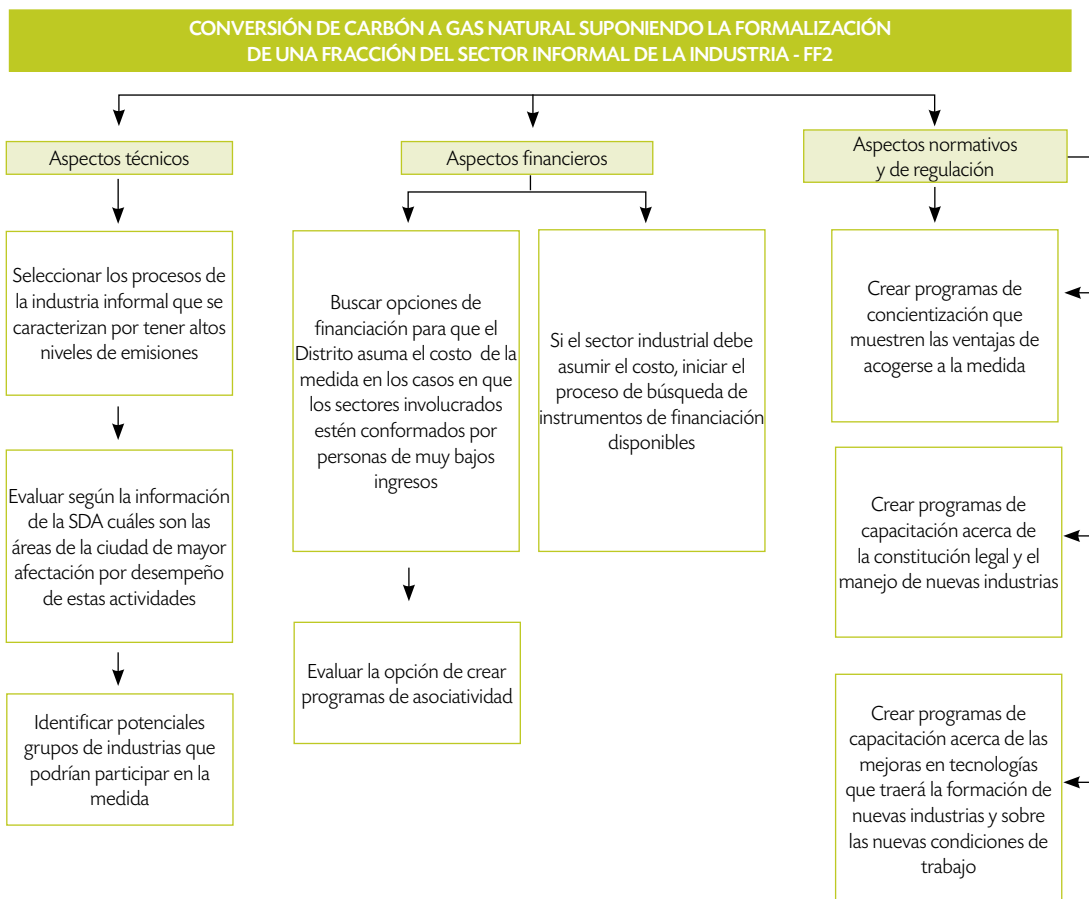 CONVERSIÓN DE CARBÓN A GAS NATURAL SUPONIENDO LA FORMALIZACIÓN
DE UNA FRACCIÓN DEL SECTOR INFORMAL DE LA INDUSTRIA - FF2
Aspectos técnicos
Seleccionar los procesos de
la industria informal que se
caracterizan por tener altos
niveles de emisiones
Evaluar según la información
de la SDA cuáles son las
áreas de la ciudad de mayor
afectación por desempeño
de estas actividades
Identificar potenciales
grupos de industrias que
podrían participar en la
medida
Aspectos financieros
Buscar opciones de
financiación para que el
Distrito asuma el costo de la
medida en los casos en que
los sectores involucrados
estén conformados por
personas de muy bajos
ingresos
Evaluar la opción de crear
programas de asociatividad
Si el sector industrial debe
asumir el costo, iniciar el
proceso de búsqueda de
instrumentos de financiación
disponibles
Aspectos normativos
y de regulación
Crear programas de
concientización que
muestren las ventajas de
acogerse a la medida
Crear programas de
capacitación acerca de
la constitución legal y el
manejo de nuevas industrias
Crear programas de
capacitación acerca de las
mejoras en tecnologías
que traerá la formación de
nuevas industrias y sobre
las nuevas condiciones de
trabajo